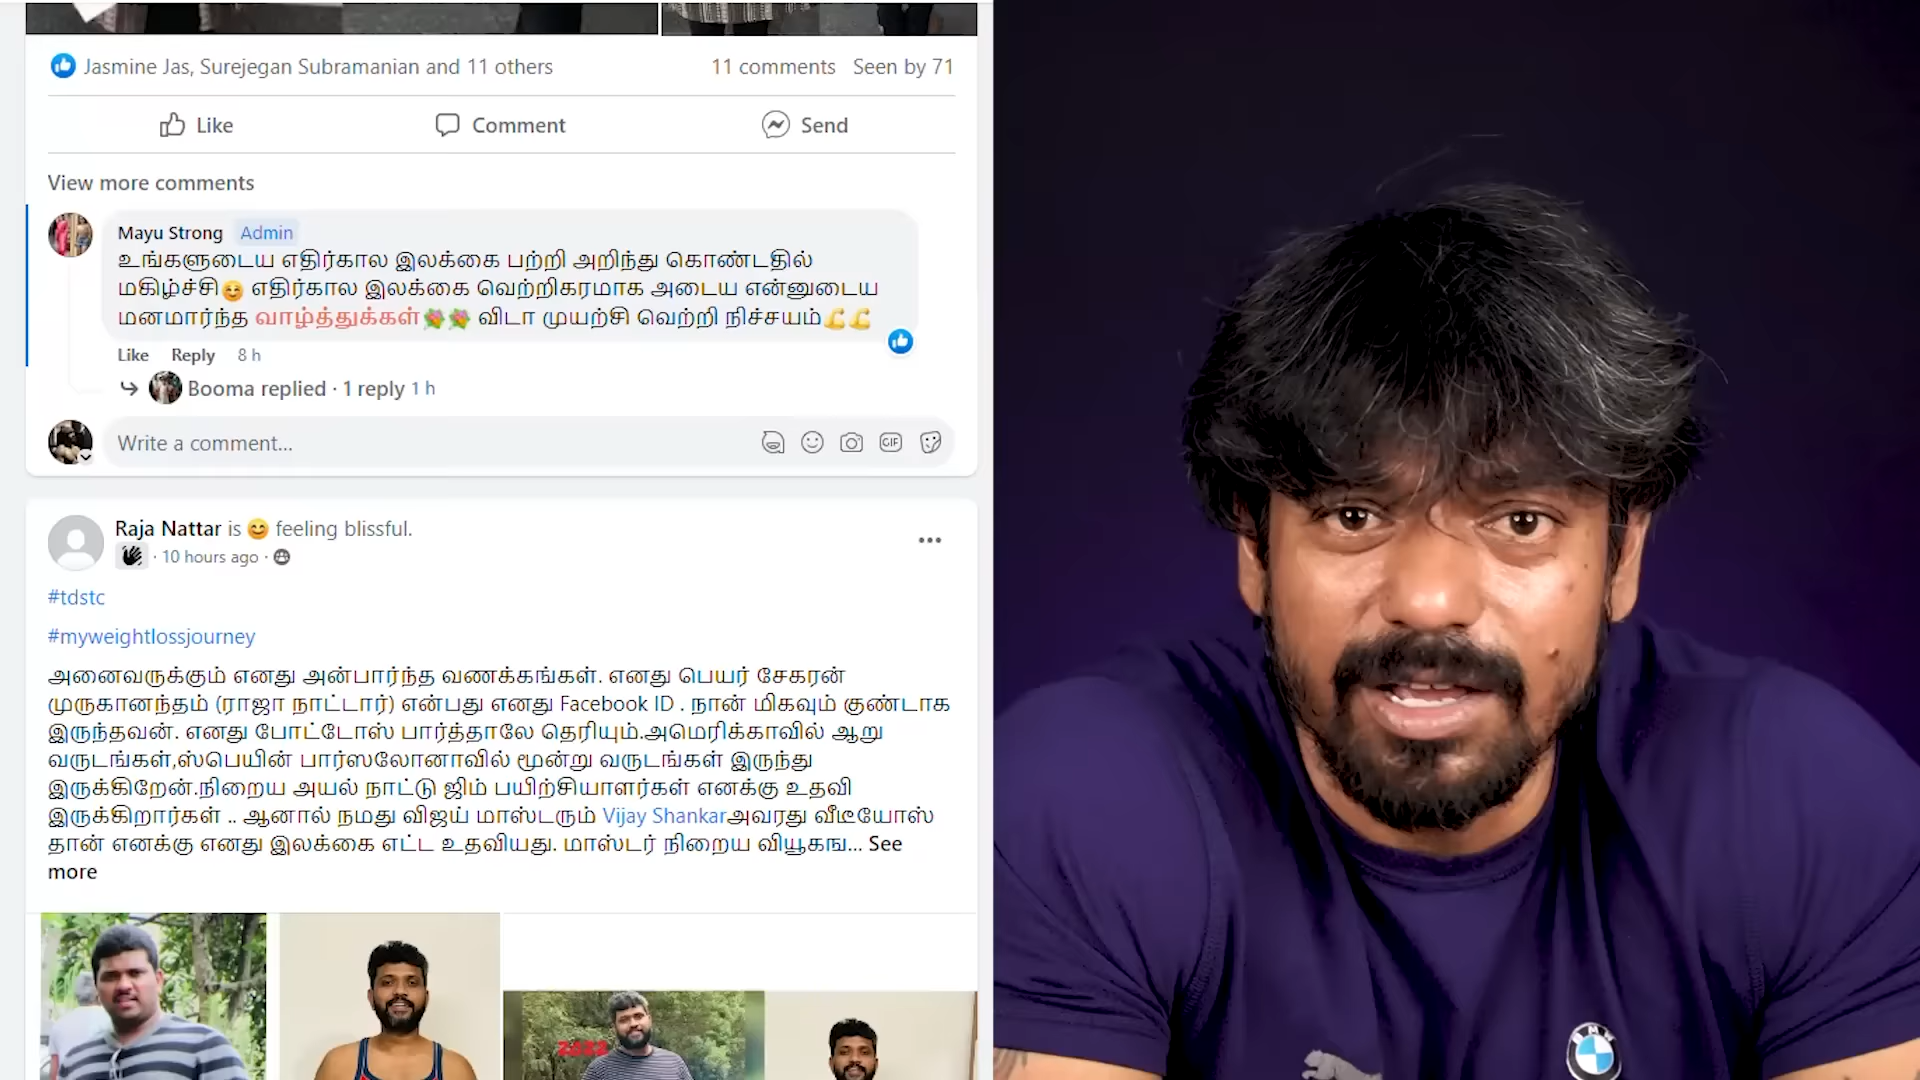 Jasmine Jas, Surejegan Subramanian and 11 others
11 comments Seen by 71
Like Comment Send
View more comments
Mayu Strong Admin
உங்களுடைய எதிர்கால இலக்கை பற்றி அறிந்து கொண்டதில்
மகிழ்ச்சி😊 எதிர்கால இலக்கை வெற்றிகரமாக அடைய என்னுடைய
மனமார்ந்த வாழ்த்துக்கள்💐💐 விடா முயற்சி வெற்றி நிச்சயம்💪💪
Like Reply 8 h
Booma replied · 1 reply 1 h
Write a comment...
GIF
Raja Nattar is 😊 feeling blissful.
· 10 hours ago ·
#tdstc
#myweightlossjourney
அனைவருக்கும் எனது அன்பார்ந்த வணக்கங்கள். எனது பெயர் சேகரன்
முருகானந்தம் (ராஜா நாட்டார்) என்பது எனது Facebook ID . நான் மிகவும் குண்டாக
இருந்தவன். எனது போட்டோஸ் பார்த்தாலே தெரியும்.அமெரிக்காவில் ஆறு
வருடங்கள்,ஸ்பெயின் பார்ஸலோனாவில் மூன்று வருடங்கள் இருந்து
இருக்கிறேன்.நிறைய அயல் நாட்டு ஜிம் பயிற்சியாளர்கள் எனக்கு உதவி
இருக்கிறார்கள் .. ஆனால் நமது விஜய் மாஸ்டரும் Vijay Shankarஅவரது வீடீயோஸ்
தான் எனக்கு எனது இலக்கை எட்ட உதவியது. மாஸ்டர் நிறைய வியூகங... See
more
2022
BMW